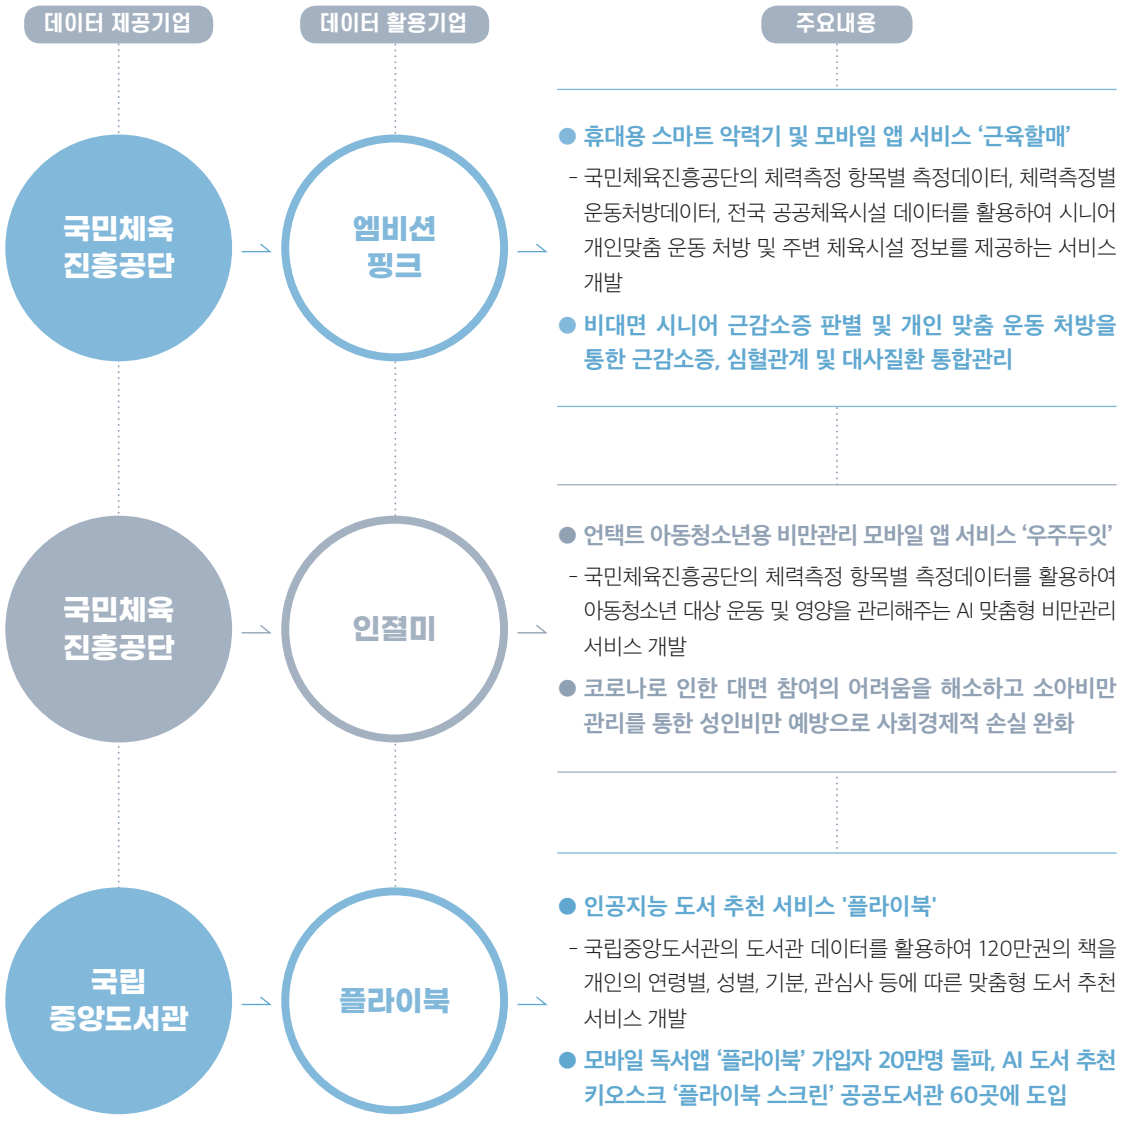 데이터 제공기업
데이터 활용기업
주요내용
국민체육
진흥공단
엠비션
핑크
● 휴대용 스마트 악력기 및 모바일 앱 서비스 ‘근육할매’
- 국민체육진흥공단의 체력측정 항목별 측정데이터, 체력측정별
운동처방데이터, 전국 공공체육시설 데이터를 활용하여 시니어
개인맞춤 운동 처방 및 주변 체육시설 정보를 제공하는 서비스
개발
● 비대면 시니어 근감소증 판별 및 개인 맞춤 운동 처방을
통한 근감소증, 심혈관계 및 대사질환 통합관리
국민체육
진흥공단
인졀미
● 언택트 아동청소년용 비만관리 모바일 앱 서비스 ‘우주두잇’
- 국민체육진흥공단의 체력측정 항목별 측정데이터를 활용하여
아동청소년 대상 운동 및 영양을 관리해주는 AI 맞춤형 비만관리
서비스 개발
● 코로나로 인한 대면 참여의 어려움을 해소하고 소아비만
관리를 통한 성인비만 예방으로 사회경제적 손실 완화
국립
중앙도서관
플라이북
● 인공지능 도서 추천 서비스 '플라이북'
- 국립중앙도서관의 도서관 데이터를 활용하여 120만권의 책을
개인의 연령별, 성별, 기분, 관심사 등에 따른 맞춤형 도서 추천
서비스 개발
● 모바일 독서앱 ‘플라이북’ 가입자 20만명 돌파, AI 도서 추천
키오스크 ‘플라이북 스크린’ 공공도서관 60곳에 도입